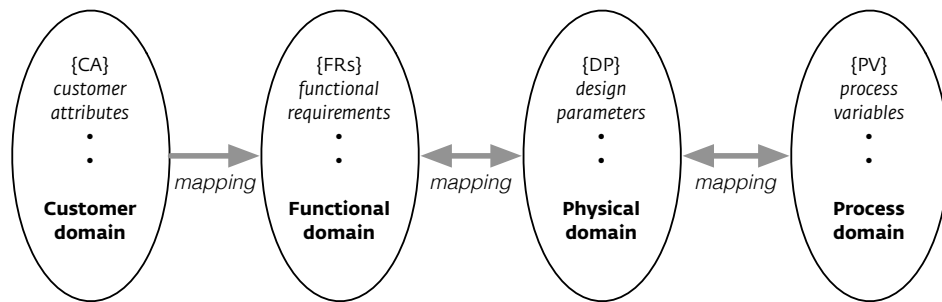 {CA}
customer
attributes
Customer
domain
mapping
{FRs}
functional
requirements
Functional
domain
mapping
{DP}
design
parameters
Physical
domain
mapping
{PV}
process
variables
Process
domain